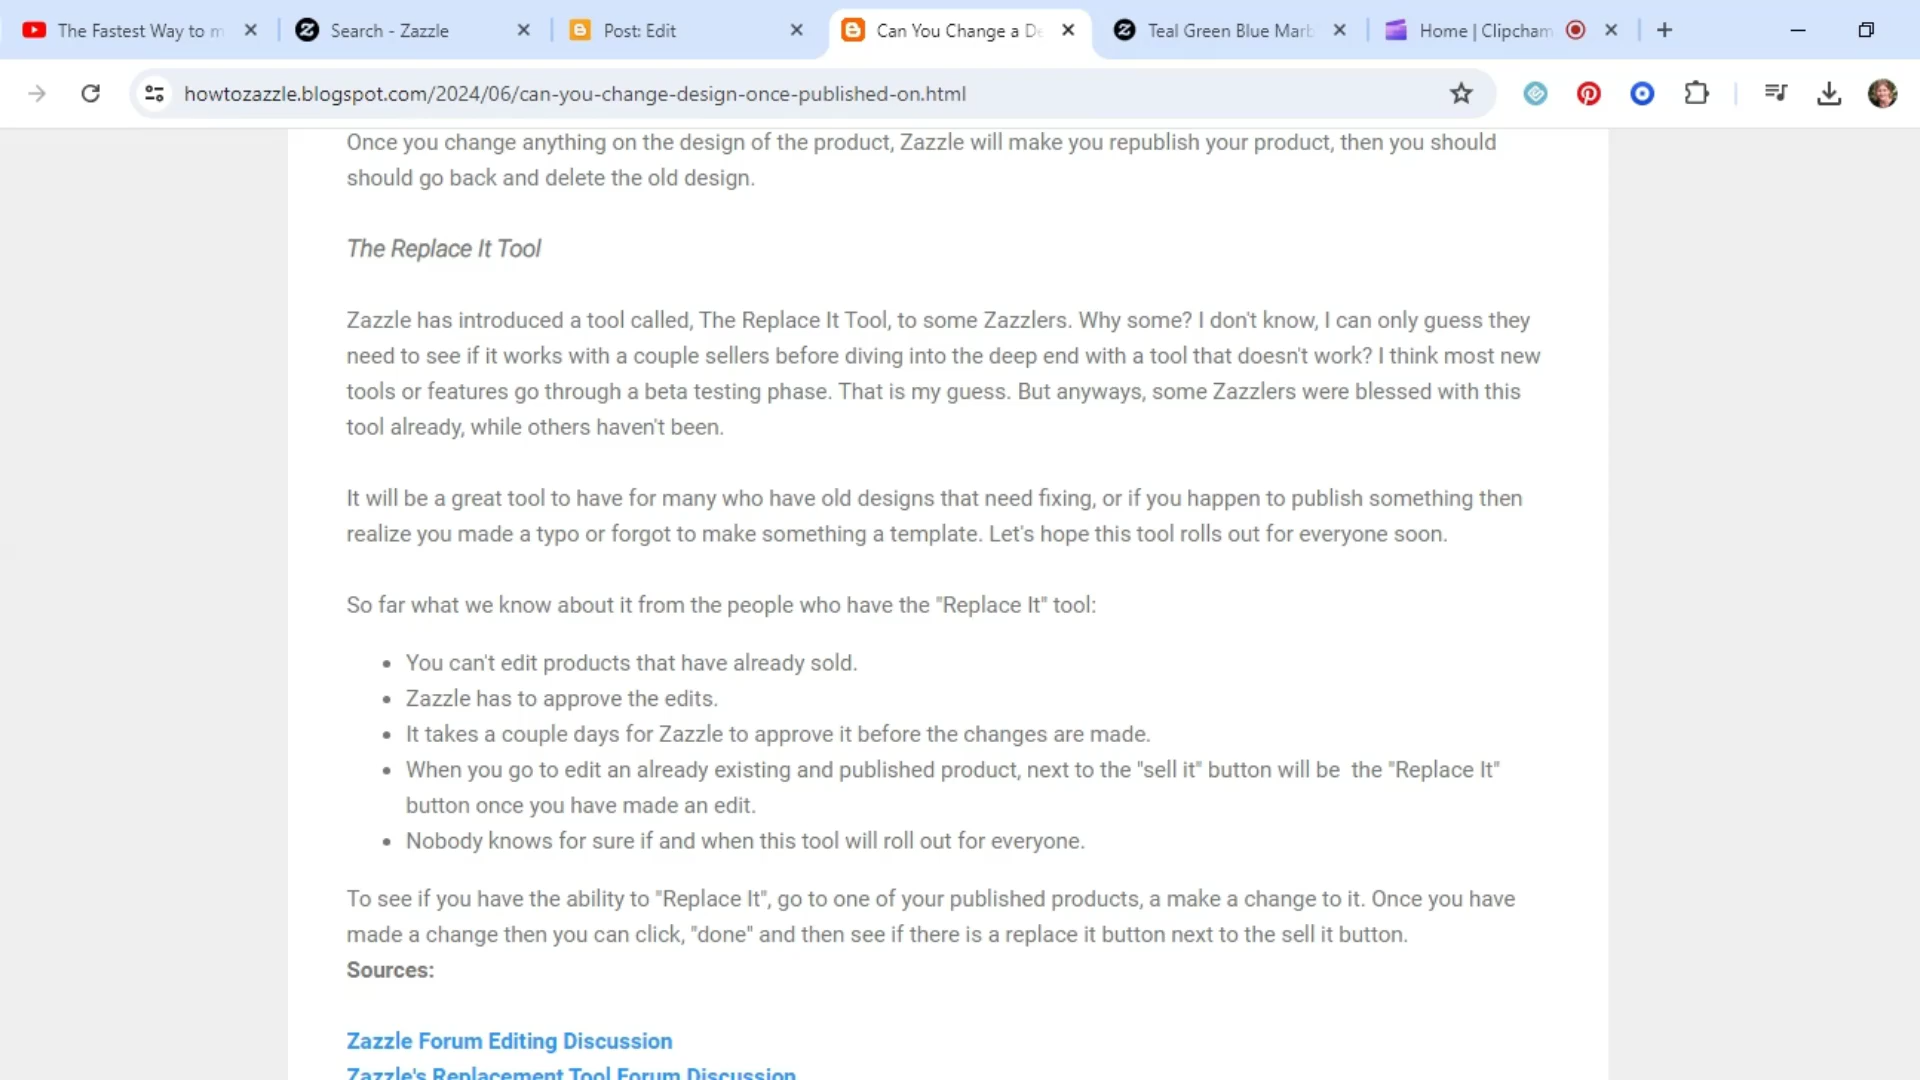 The Fastest Way to m
Search - Zazzle
Post: Edit
Can You Change a De
Teal Green Blue Marb
Home | Clipcham
howtozazzle.blogspot.com/2024/06/can-you-change-design-once-published-on.html
Once you change anything on the design of the product, Zazzle will make you republish your product, then you should
should go back and delete the old design.
The Replace It Tool
Zazzle has introduced a tool called, The Replace It Tool, to some Zazzlers. Why some? I don't know, I can only guess they
need to see if it works with a couple sellers before diving into the deep end with a tool that doesn't work? I think most new
tools or features go through a beta testing phase. That is my guess. But anyways, some Zazzlers were blessed with this
tool already, while others haven't been.
It will be a great tool to have for many who have old designs that need fixing, or if you happen to publish something then
realize you made a typo or forgot to make something a template. Let's hope this tool rolls out for everyone soon.
So far what we know about it from the people who have the "Replace It" tool:
• You can't edit products that have already sold.
• Zazzle has to approve the edits.
• It takes a couple days for Zazzle to approve it before the changes are made.
• When you go to edit an already existing and published product, next to the "sell it" button will be the "Replace It"
button once you have made an edit.
• Nobody knows for sure if and when this tool will roll out for everyone.
To see if you have the ability to "Replace It", go to one of your published products, a make a change to it. Once you have
made a change then you can click, "done" and then see if there is a replace it button next to the sell it button.
Sources:
Zazzle Forum Editing Discussion
Zazzle's Replacement Tool Forum Discussion